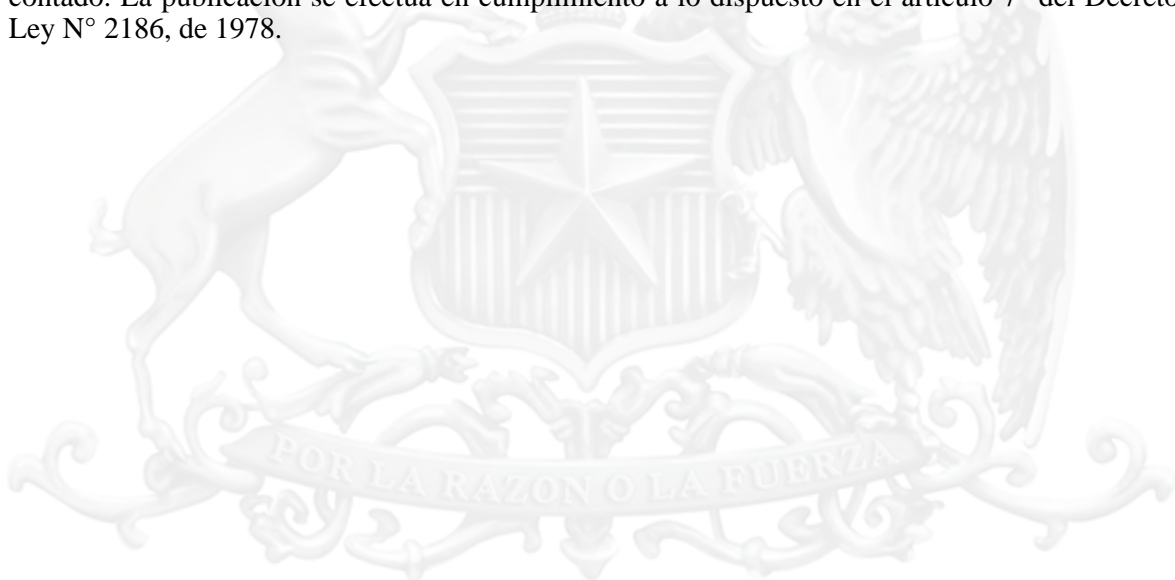 contado. La publicación se efectúa en cumplimiento a lo dispuesto en el artículo 7° del Decreto
Ley N° 2186, de 1978.
POR LA RAZON O LA FUERZA